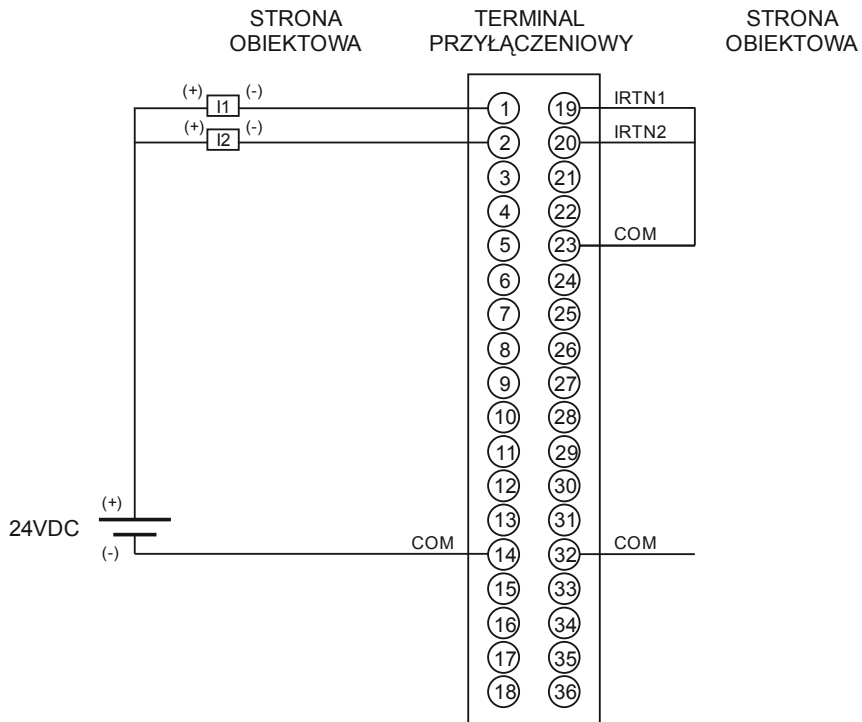 STRONA
OBIEKTOWA
TERMINAL
PRZYŁĄCZENIOWY
STRONA
OBIEKTOWA
(+) I1 (-)
1 19 IRTN1
(+) I2 (-)
2 20 IRTN2
3 21
4 22
5 23 COM
6 24
7 25
8 26
9 27
10 28
11 29
12 30
(+)
13 31
24VDC
(-) COM 14 32 COM
15 33
16 34
17 35
18 36